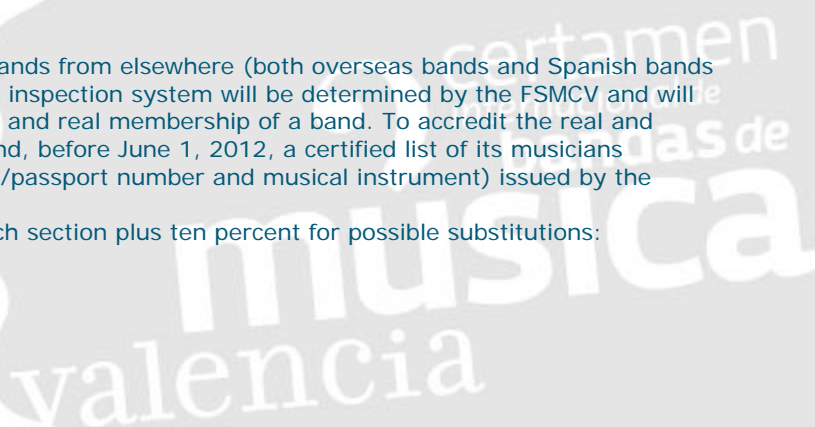 ands from elsewhere (both overseas bands and Spanish bands
inspection system will be determined by the FSMCV and will
and real membership of a band. To accredit the real and
nd, before June 1, 2012, a certified list of its musicians
/passport number and musical instrument) issued by the
ch section plus ten percent for possible substitutions:
certamen
internacional de
bandas de
musica
valencia